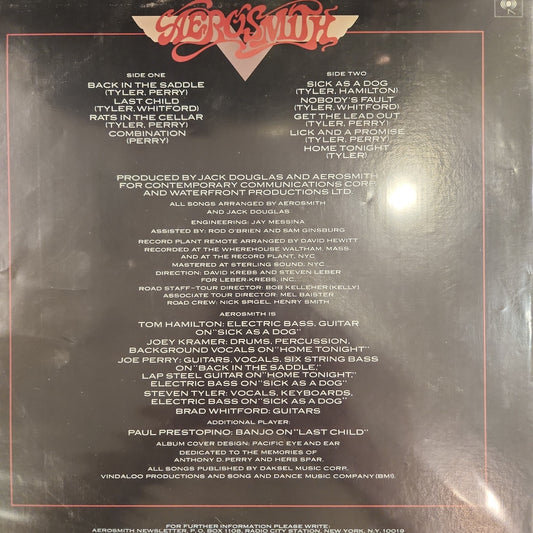 AEROSMITH
SIDE ONE
BACK IN THE SADDLE
(TYLER, PERRY)
LAST CHILD
(TYLER, WHITFORD)
RATS IN THE CELLAR
(TYLER, PERRY)
COMBINATION
(PERRY)
SIDE TWO
SICK AS A DOG
(TYLER, HAMILTON)
NOBODY'S FAULT
(TYLER, WHITFORD)
GET THE LEAD OUT
(TYLER, PERRY)
LICK AND A PROMISE
(TYLER, PERRY)
HOME TONIGHT
(TYLER)
PRODUCED BY JACK DOUGLAS AND AEROSMITH
FOR CONTEMPORARY COMMUNICATIONS CORP.
AND WATERFRONT PRODUCTIONS LTD.
ALL SONGS ARRANGED BY AEROSMITH
AND JACK DOUGLAS
ENGINEERING: JAY MESSINA
ASSISTED BY: ROD O'BRIEN AND SAM GINSBURG
RECORD PLANT REMOTE ARRANGED BY DAVID HEWITT
RECORDED AT THE WHEREHOUSE WALTHAM, MASS.
AND AT THE RECORD PLANT, NYC
MASTERED AT STERLING SOUND, NYC
DIRECTION: DAVID KREBS AND STEVEN LEBER
FOR LEBER-KREBS, INC.
ROAD STAFF-TOUR DIRECTOR: BOB KELLEHER (KELLY)
ASSOCIATE TOUR DIRECTOR: MEL BAISTER
ROAD CREW: NICK SPIGEL, HENRY SMITH
AEROSMITH IS
TOM HAMILTON: ELECTRIC BASS, GUITAR
ON "SICK AS A DOG"
JOEY KRAMER: DRUMS, PERCUSSION,
BACKGROUND VOCALS ON "HOME TONIGHT"
JOE PERRY: GUITARS, VOCALS, SIX STRING BASS
ON "BACK IN THE SADDLE,"
LAP STEEL GUITAR ON "HOME TONIGHT,"
ELECTRIC BASS ON "SICK AS A DOG"
STEVEN TYLER: VOCALS, KEYBOARDS,
ELECTRIC BASS ON "SICK AS A DOG"
BRAD WHITFORD: GUITARS
ADDITIONAL PLAYER:
PAUL PRESTOPINO: BANJO ON "LAST CHILD"
ALBUM COVER DESIGN: PACIFIC EYE AND EAR
DEDICATED TO THE MEMORIES OF
ANTHONY D. PERRY AND HERB SPAR.
ALL SONGS PUBLISHED BY DAKSEL MUSIC CORP.
VINDALOO PRODUCTIONS AND SONG AND DANCE MUSIC COMPANY (BMI).
FOR FURTHER INFORMATION PLEASE WRITE:
AEROSMITH NEWSLETTER, P.O. BOX 1108, RADIO CITY STATION, NEW YORK, N.Y. 10019